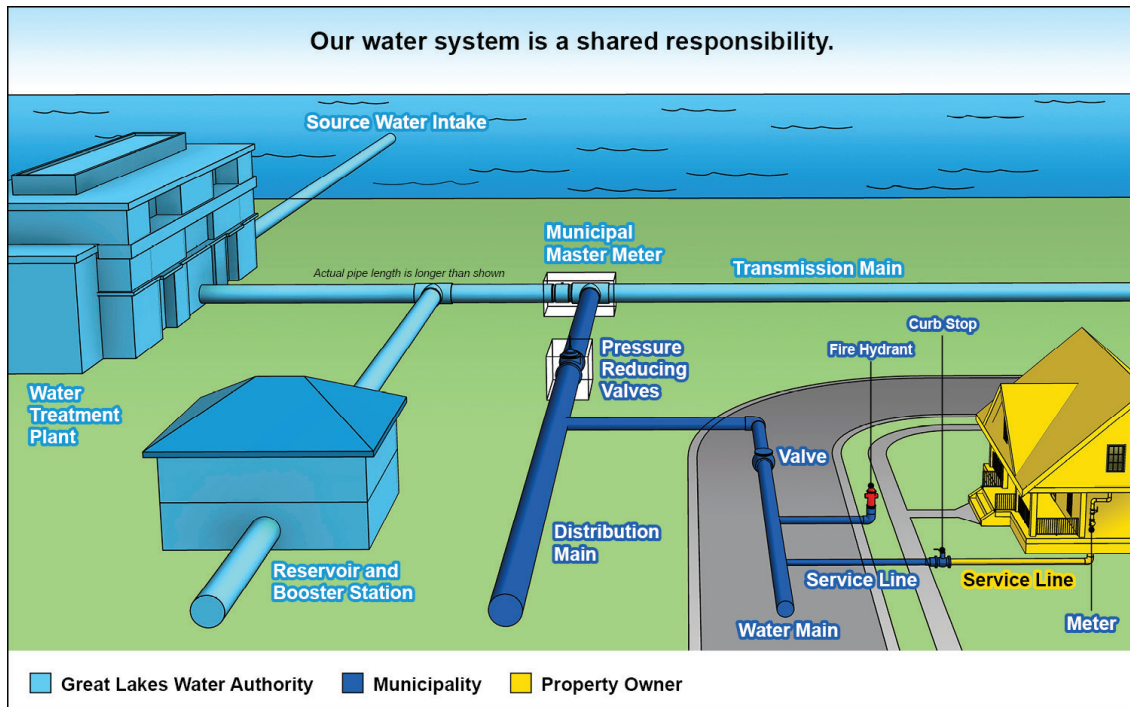 Our water system is a shared responsibility.
Source Water Intake
Municipal
Master Meter
Actual pipe length is longer than shown
Transmission Main
Curb Stop
Fire Hydrant
Pressure
Reducing
Valves
Water
Treatment
Plant
Valve
Distribution
Main
Reservoir and
Booster Station
Service Line
Service Line
Water Main
Meter
Great Lakes Water Authority
Municipality
Property Owner